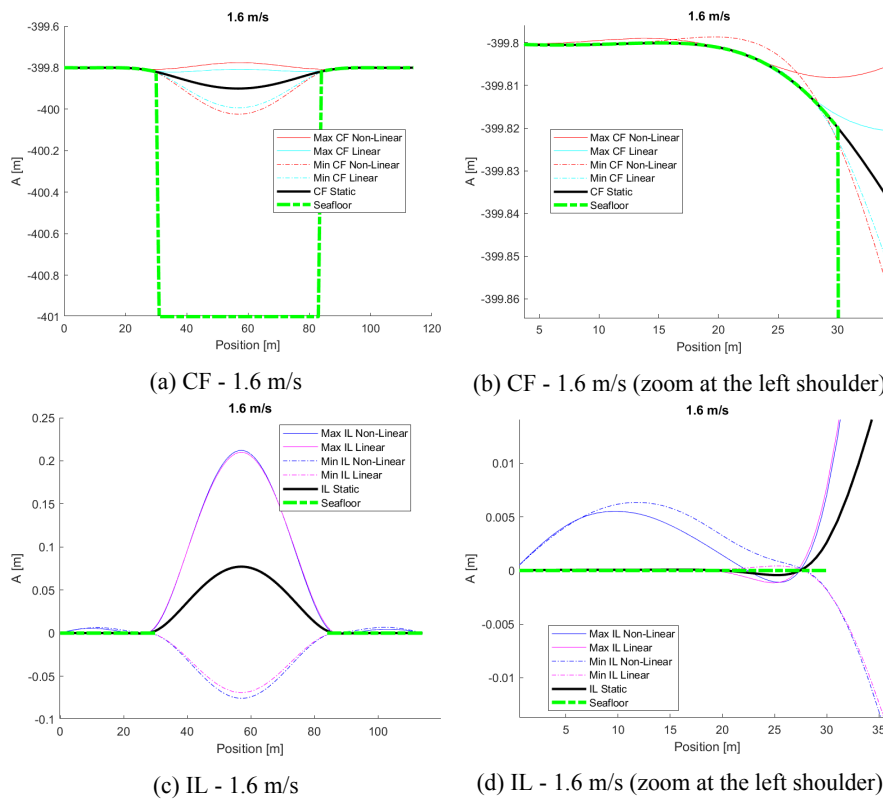 1.6 m/s
-399.6
-399.8
-400
-400.2
-400.4
-400.6
-400.8
-401
A [m]
0 20 40 60 80 100 120
Position [m]
Max CF Non-Linear
Max CF Linear
Min CF Non-Linear
Min CF Linear
CF Static
Seafloor
(a) CF - 1.6 m/s
1.6 m/s
-399.8
-399.81
-399.82
-399.83
-399.84
-399.85
-399.86
A [m]
5 10 15 20 25 30
Position [m]
Max CF Non-Linear
Max CF Linear
Min CF Non-Linear
Min CF Linear
CF Static
Seafloor
(b) CF - 1.6 m/s (zoom at the left shoulder)
1.6 m/s
0.25
0.2
0.15
0.1
0.05
0
-0.05
-0.1
A [m]
0 20 40 60 80 100
Position [m]
Max IL Non-Linear
Max IL Linear
Min IL Non-Linear
Min IL Linear
IL Static
Seafloor
(c) IL - 1.6 m/s
1.6 m/s
0.01
0.005
0
-0.005
-0.01
A [m]
5 10 15 20 25 30 35
Position [m]
Max IL Non-Linear
Max IL Linear
Min IL Non-Linear
Min IL Linear
IL Static
Seafloor
(d) IL - 1.6 m/s (zoom at the left shoulder)